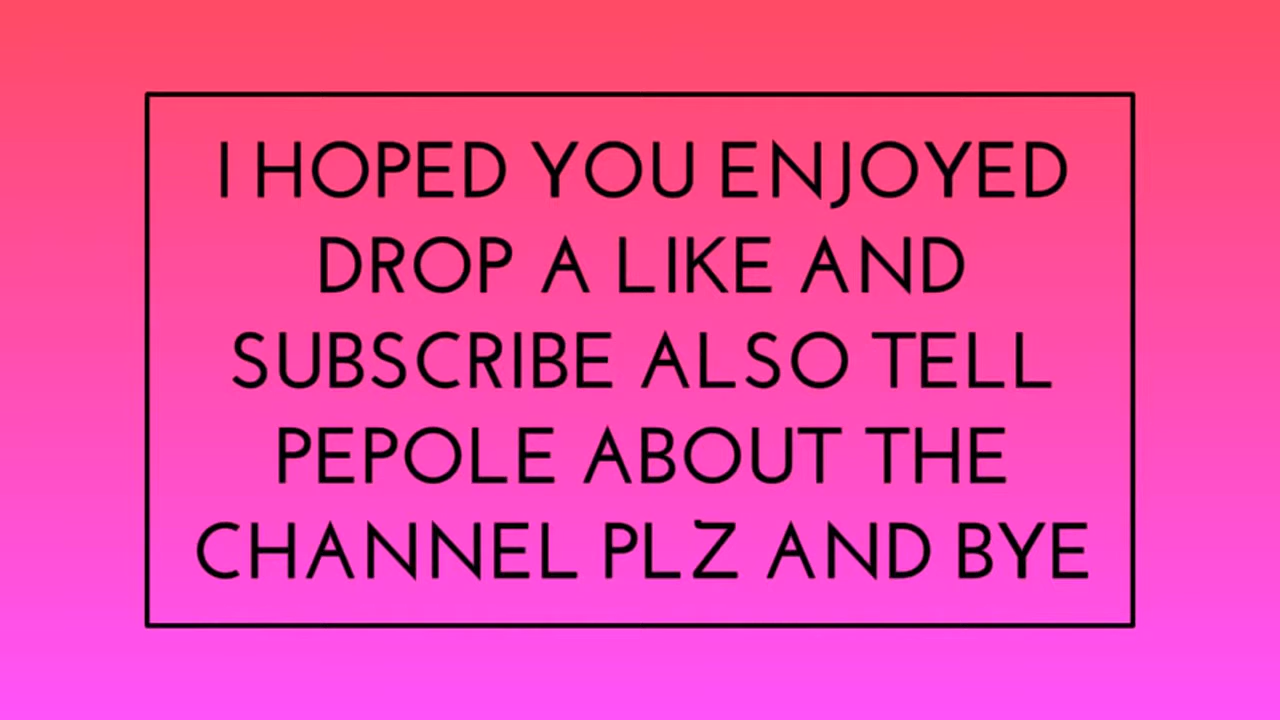 I HOPED YOU ENJOYED
DROP A LIKE AND
SUBSCRIBE ALSO TELL
PEPOLE ABOUT THE
CHANNEL PLZ AND BYE